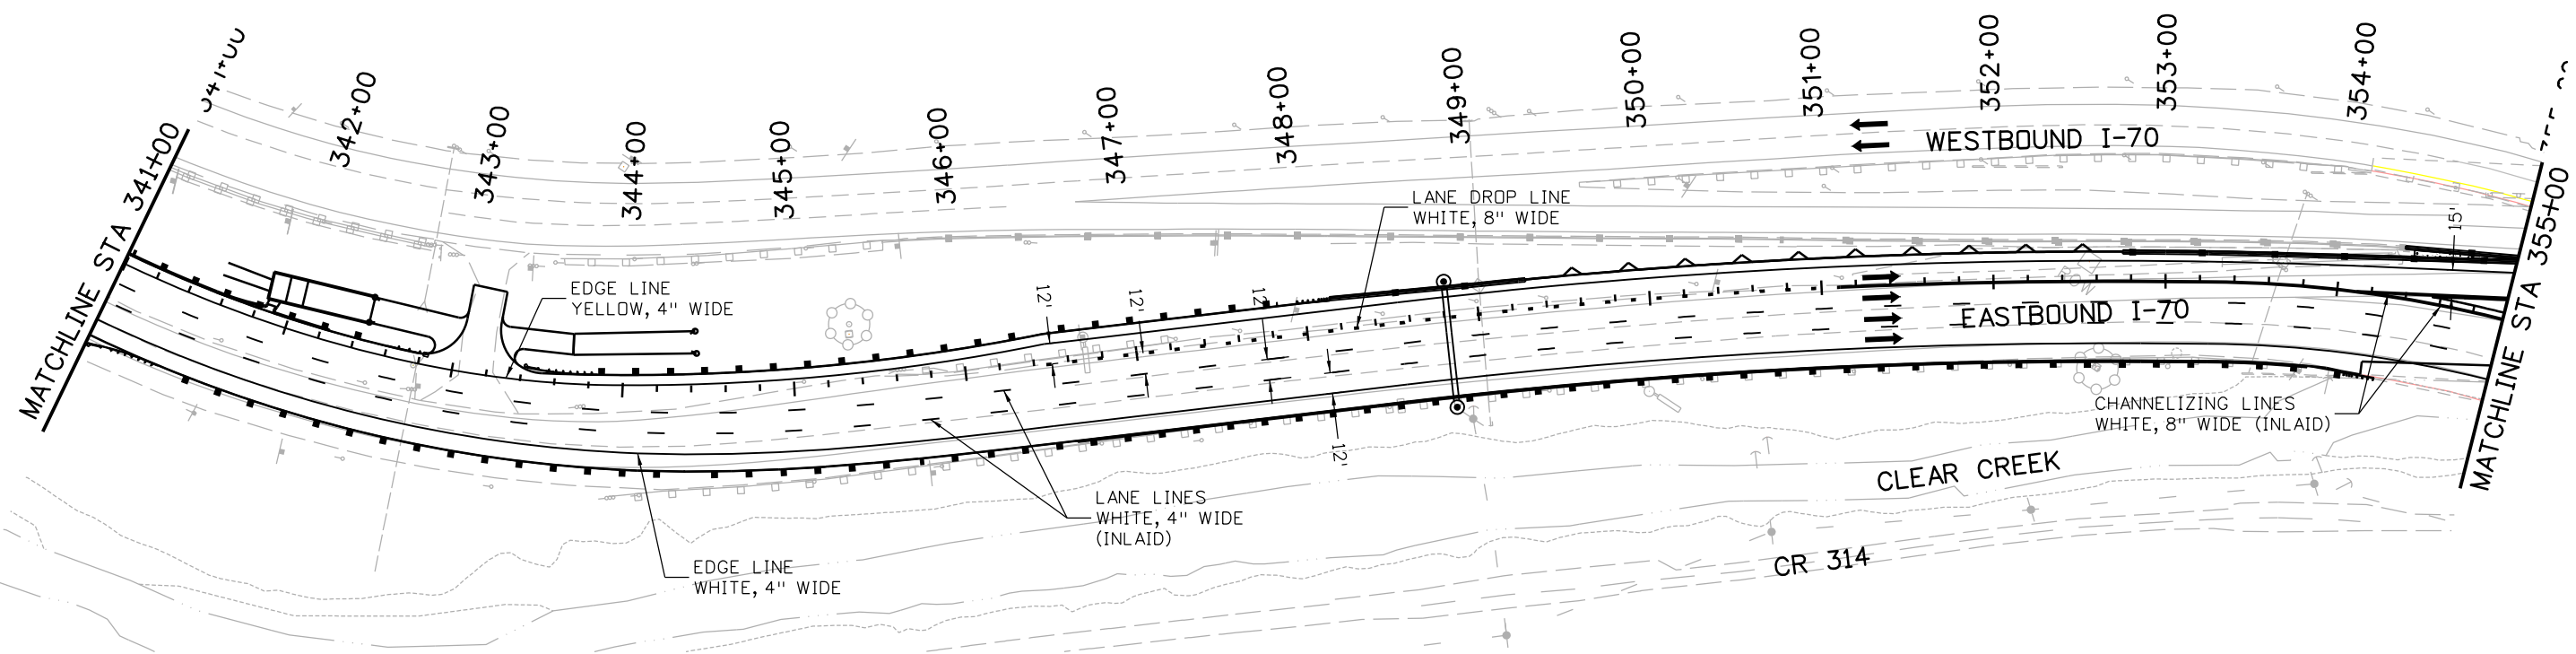 341+00
342+00
343+00
344+00
345+00
346+00
347+00
348+00
349+00
350+00
351+00
352+00
353+00
354+00
MATCHLINE STA 341+00
MATCHLINE STA 355+00
WESTBOUND I-70
EASTBOUND I-70
LANE DROP LINE
WHITE, 8" WIDE
EDGE LINE
YELLOW, 4" WIDE
12'
12'
12'
12'
15'
ROW
CHANNELIZING LINES
WHITE, 8" WIDE (INLAID)
LANE LINES
WHITE, 4" WIDE
(INLAID)
EDGE LINE
WHITE, 4" WIDE
CLEAR CREEK
CR 314